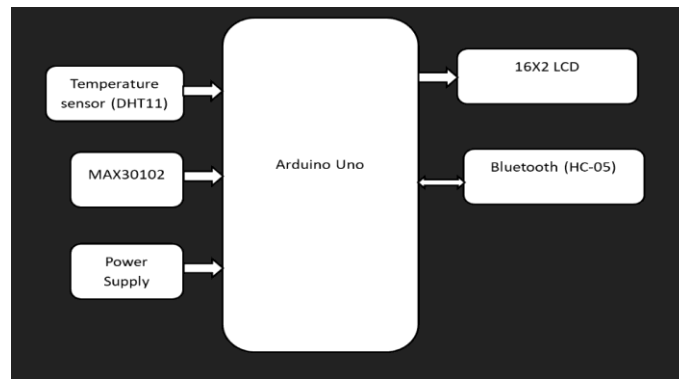 Temperature
sensor (DHT11)
MAX30102
Power
Supply
Arduino Uno
16X2 LCD
Bluetooth (HC-05)